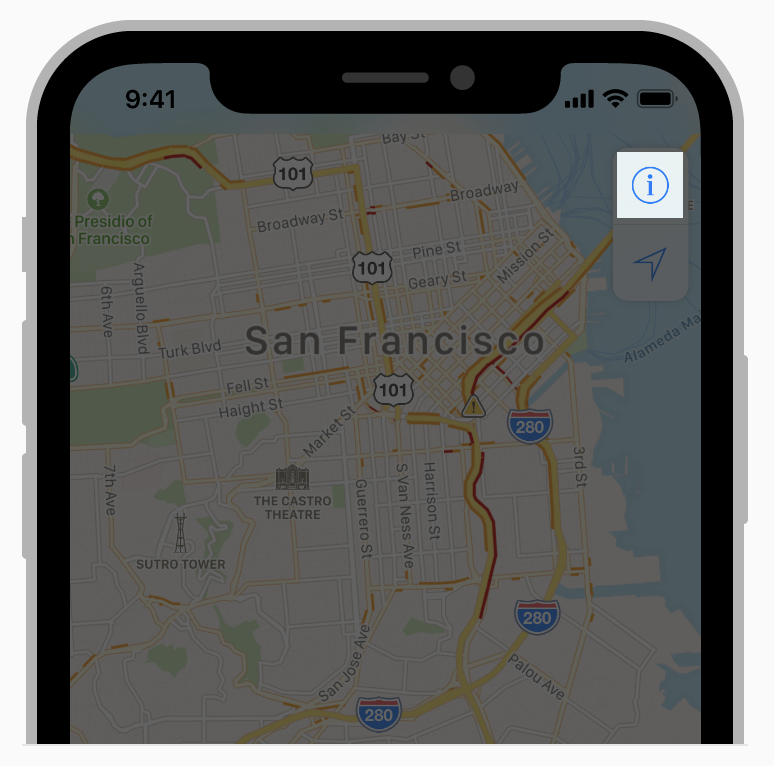 9:41
Bay St
101
i
Broadway
Presidio of
n Francisco
Broadway St
E
101
Pine St
Mission St
Geary St
6th Ave
Arguello Blvd
San Francisco
Turk Blvd
Alameda Ma
Fell St
101
Haight St
Market St
280
3rd St
7th Ave
THE CASTRO
THEATRE
Guerrero St
S Van Ness Ave
Harrison St
SUTRO TOWER
280
San Jose Ave
Palou Ave
280